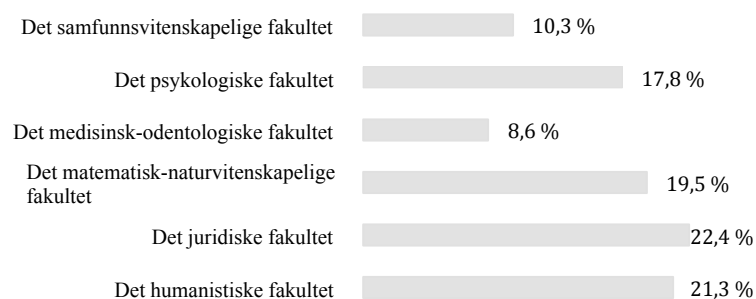 Det samfunnsvitenskapelige fakultet 10,3 %
Det psykologiske fakultet 17,8 %
Det medisinsk-odentologiske fakultet 8,6 %
Det matematisk-naturvitenskapelige
fakultet 19,5 %
Det juridiske fakultet 22,4 %
Det humanistiske fakultet 21,3 %